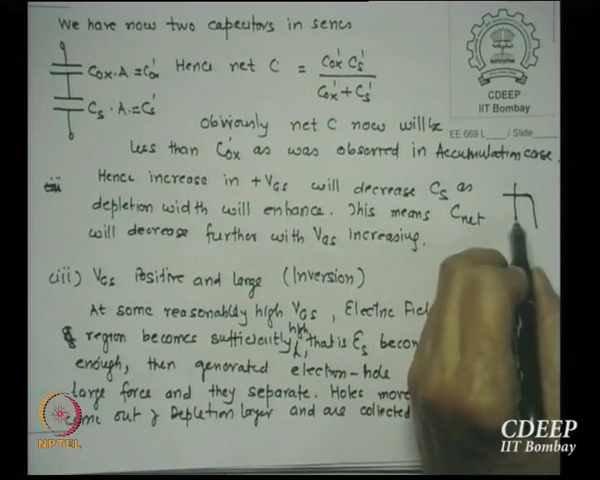 We have now two capacitors in senes
Cox·A = C'ox Hence net C = C'ox C's / C'ox + C's
Cs·A = C's
CDEEP
IIT Bombay
EE 669 L___ / Slide___
Obviously net C now will be
less than C'ox as was observed in Accumulation case.
Hence increase in +VGS will decrease Cs as
depletion width will enhance. This means Cnet
will decrease further with VGS increasing.
(iii) VGS Positive and large (Inversion)
At some reasonably high VGS, Electric Fiel
region becomes sufficiently high, that is Es becom
enough, then generated electron-hole
large force and they separate. Holes move
come out of Depletion Layer and are collected
NPTEL
CDEEP
IIT Bombay